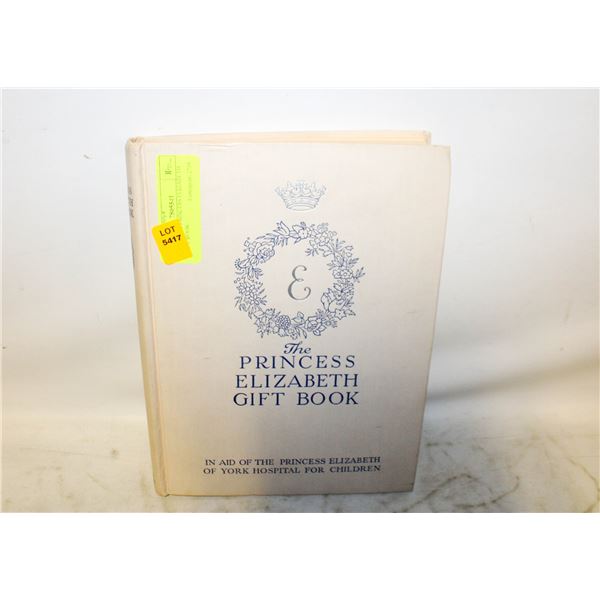 LOT
5417
E
The
PRINCESS
ELIZABETH
GIFT BOOK
IN AID OF THE PRINCESS ELIZABETH
OF YORK HOSPITAL FOR CHILDREN